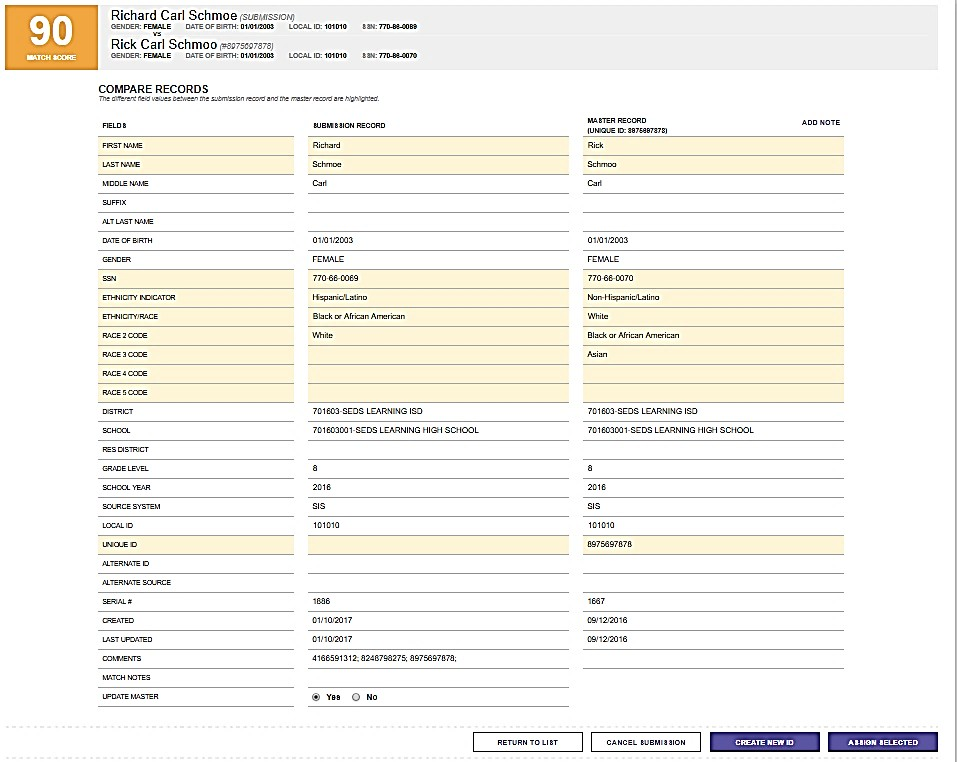 90
MATCH SCORE
Richard Carl Schmoe (SUBMISSION)
GENDER: FEMALE DATE OF BIRTH: 01/01/2003 LOCAL ID: 101010 SSN: 770-66-0069
VS
Rick Carl Schmoo (#8975697878)
GENDER: FEMALE DATE OF BIRTH: 01/01/2003 LOCAL ID: 101010 SSN: 770-66-0070
COMPARE RECORDS
The different field values between the submission record and the master record are highlighted.
FIELDS SUBMISSION RECORD MASTER RECORD (UNIQUE ID: 8975697878) ADD NOTE
FIRST NAME Richard Rick
LAST NAME Schmoe Schmoo
MIDDLE NAME Carl Carl
SUFFIX
ALT LAST NAME
DATE OF BIRTH 01/01/2003 01/01/2003
GENDER FEMALE FEMALE
SSN 770-66-0069 770-66-0070
ETHNICITY INDICATOR Hispanic/Latino Non-Hispanic/Latino
ETHNICITY/RACE Black or African American White
RACE 2 CODE White Black or African American
RACE 3 CODE Asian
RACE 4 CODE
RACE 5 CODE
DISTRICT 701603-SEDS LEARNING ISD 701603-SEDS LEARNING ISD
SCHOOL 701603001-SEDS LEARNING HIGH SCHOOL 701603001-SEDS LEARNING HIGH SCHOOL
RES DISTRICT
GRADE LEVEL 8 8
SCHOOL YEAR 2016 2016
SOURCE SYSTEM SIS SIS
LOCAL ID 101010 101010
UNIQUE ID 8975697878
ALTERNATE ID
ALTERNATE SOURCE
SERIAL # 1886 1667
CREATED 01/10/2017 09/12/2016
LAST UPDATED 01/10/2017 09/12/2016
COMMENTS 4166591312; 8248798275; 8975697878;
MATCH NOTES
UPDATE MASTER Yes No
RETURN TO LIST CANCEL SUBMISSION CREATE NEW ID ASSIGN SELECTED